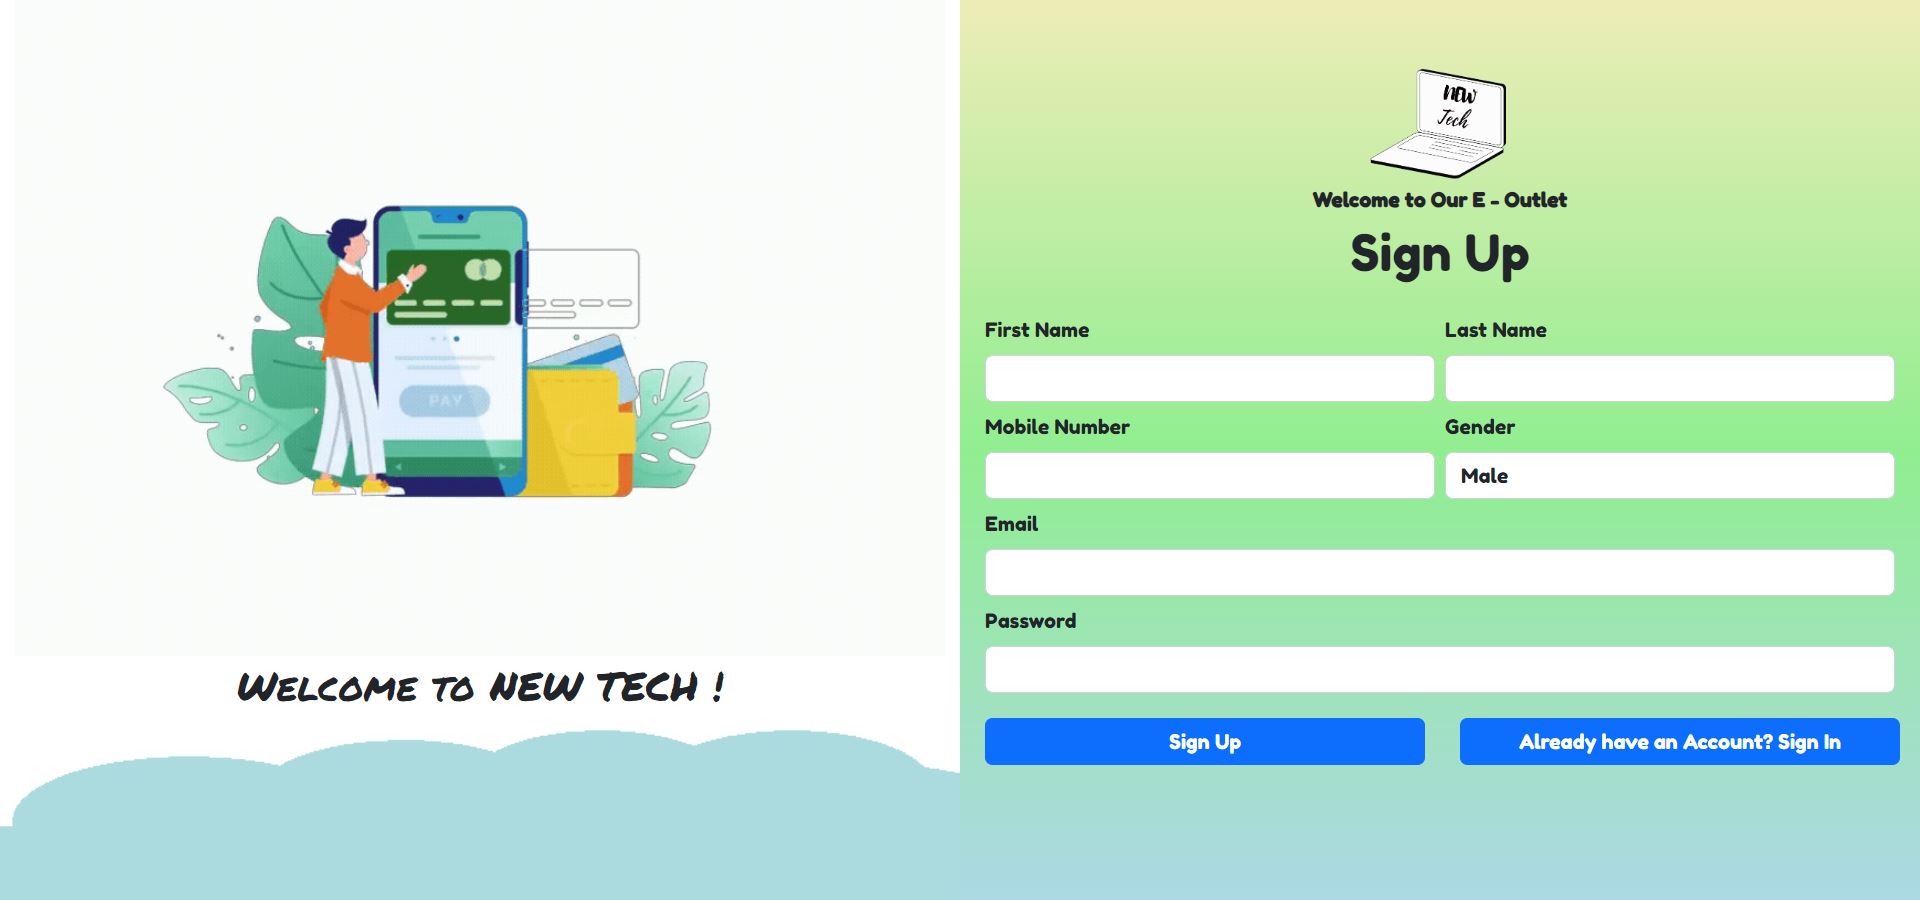 PAY
Welcome to NEW TECH !
NEW
Tech
Welcome to Our E - Outlet
Sign Up
First Name
Last Name
Mobile Number
Gender
Male
Email
Password
Sign Up
Already have an Account? Sign In